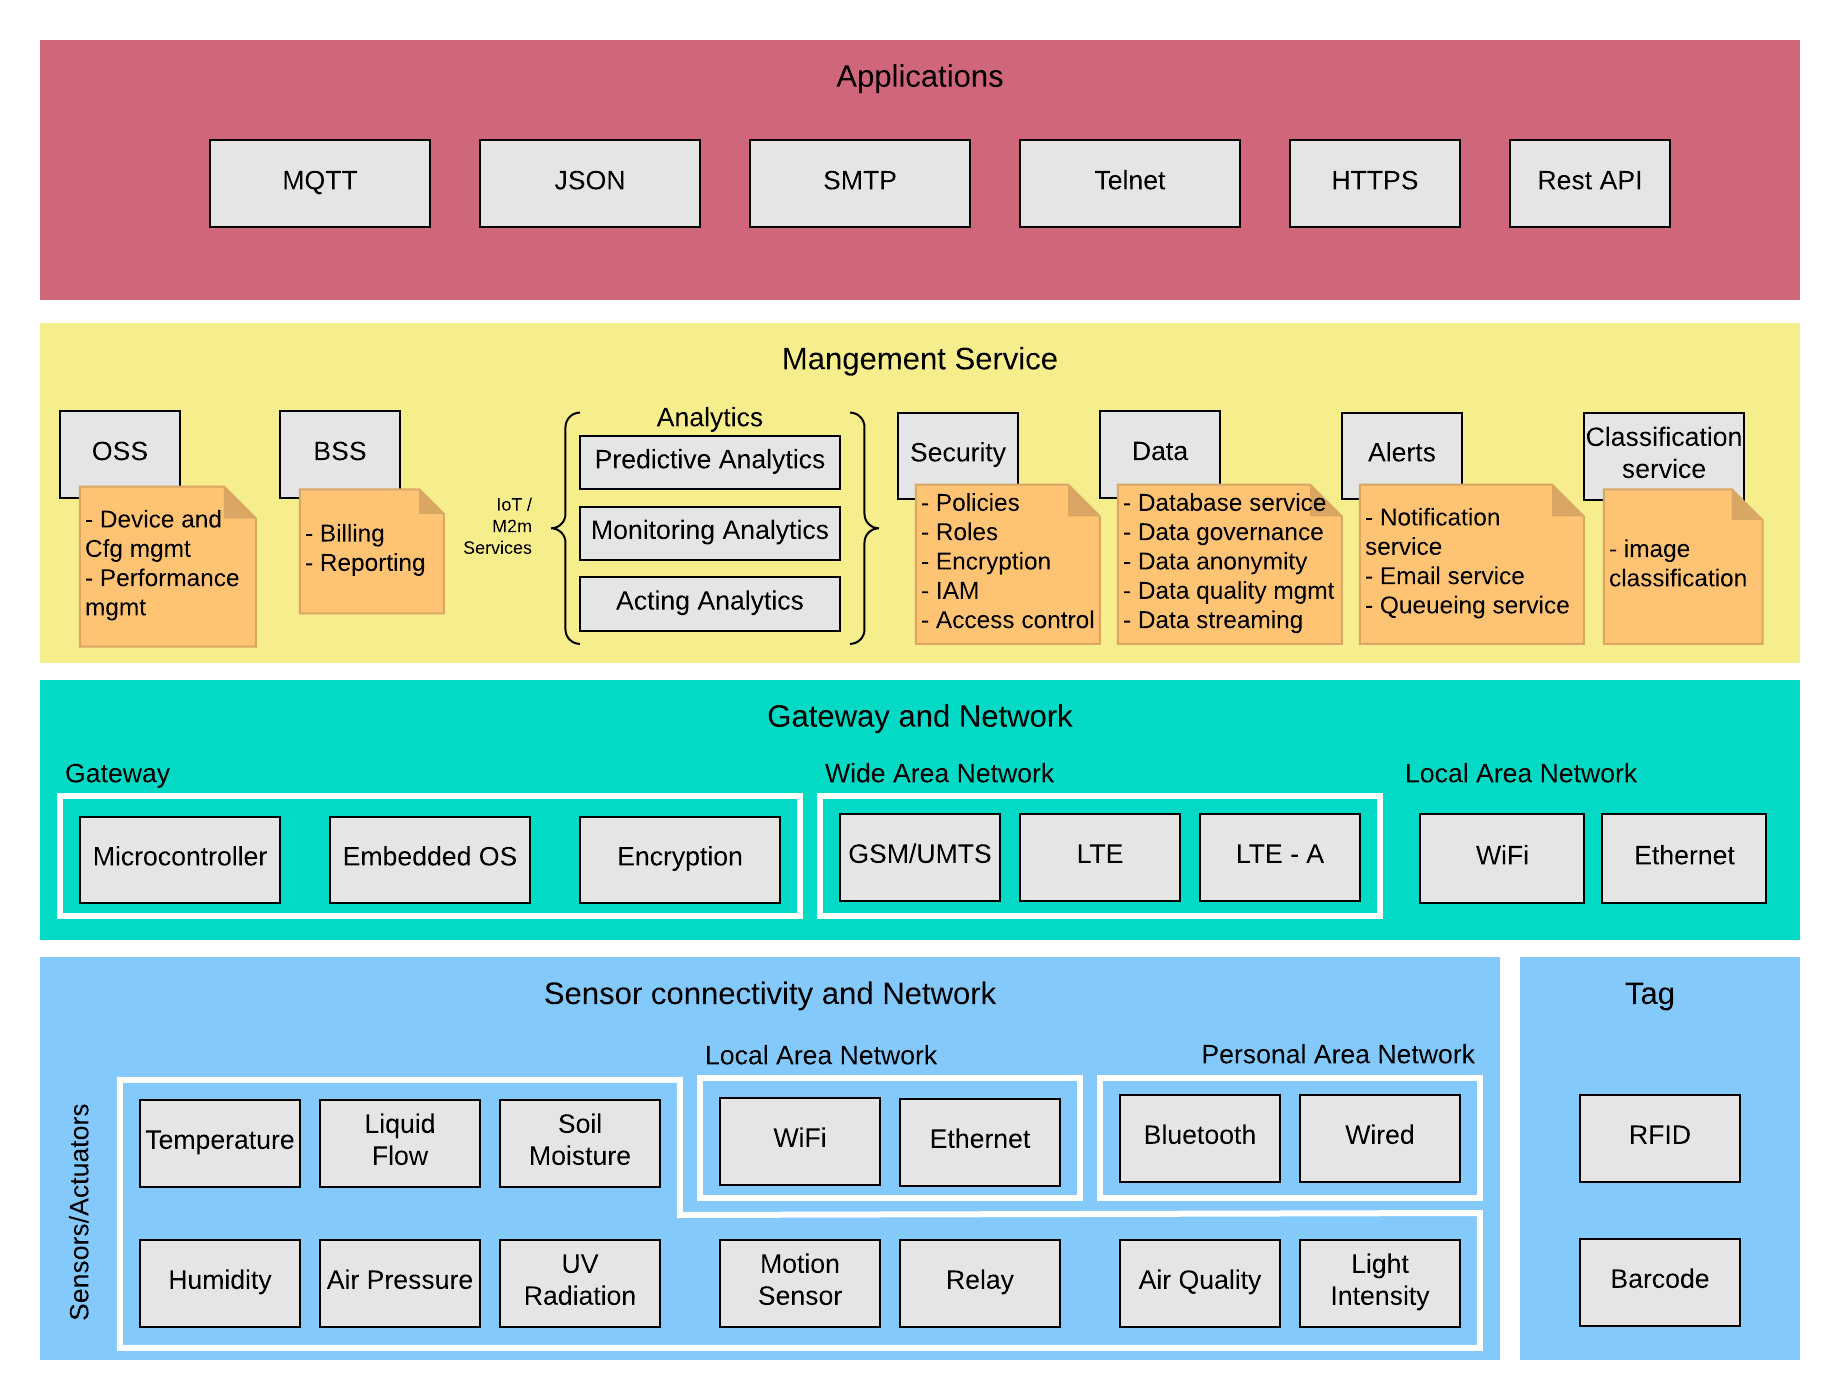 Applications
MQTT
JSON
SMTP
Telnet
HTTPS
Rest API
Mangement Service
OSS
- Device and
Cfg mgmt
- Performance
mgmt
BSS
- Billing
- Reporting
IoT /
M2m
Services
Analytics
Predictive Analytics
Monitoring Analytics
Acting Analytics
Security
- Policies
- Roles
- Encryption
- IAM
- Access control
Data
- Database service
- Data governance
- Data anonymity
- Data quality mgmt
- Data streaming
Alerts
- Notification
service
- Email service
- Queueing service
Classification
service
- image
classification
Gateway and Network
Gateway
Microcontroller
Embedded OS
Encryption
Wide Area Network
GSM/UMTS
LTE
LTE - A
Local Area Network
WiFi
Ethernet
Sensor connectivity and Network
Sensors/Actuators
Temperature
Liquid
Flow
Soil
Moisture
Local Area Network
WiFi
Ethernet
Personal Area Network
Bluetooth
Wired
Humidity
Air Pressure
UV
Radiation
Motion
Sensor
Relay
Air Quality
Light
Intensity
Tag
RFID
Barcode